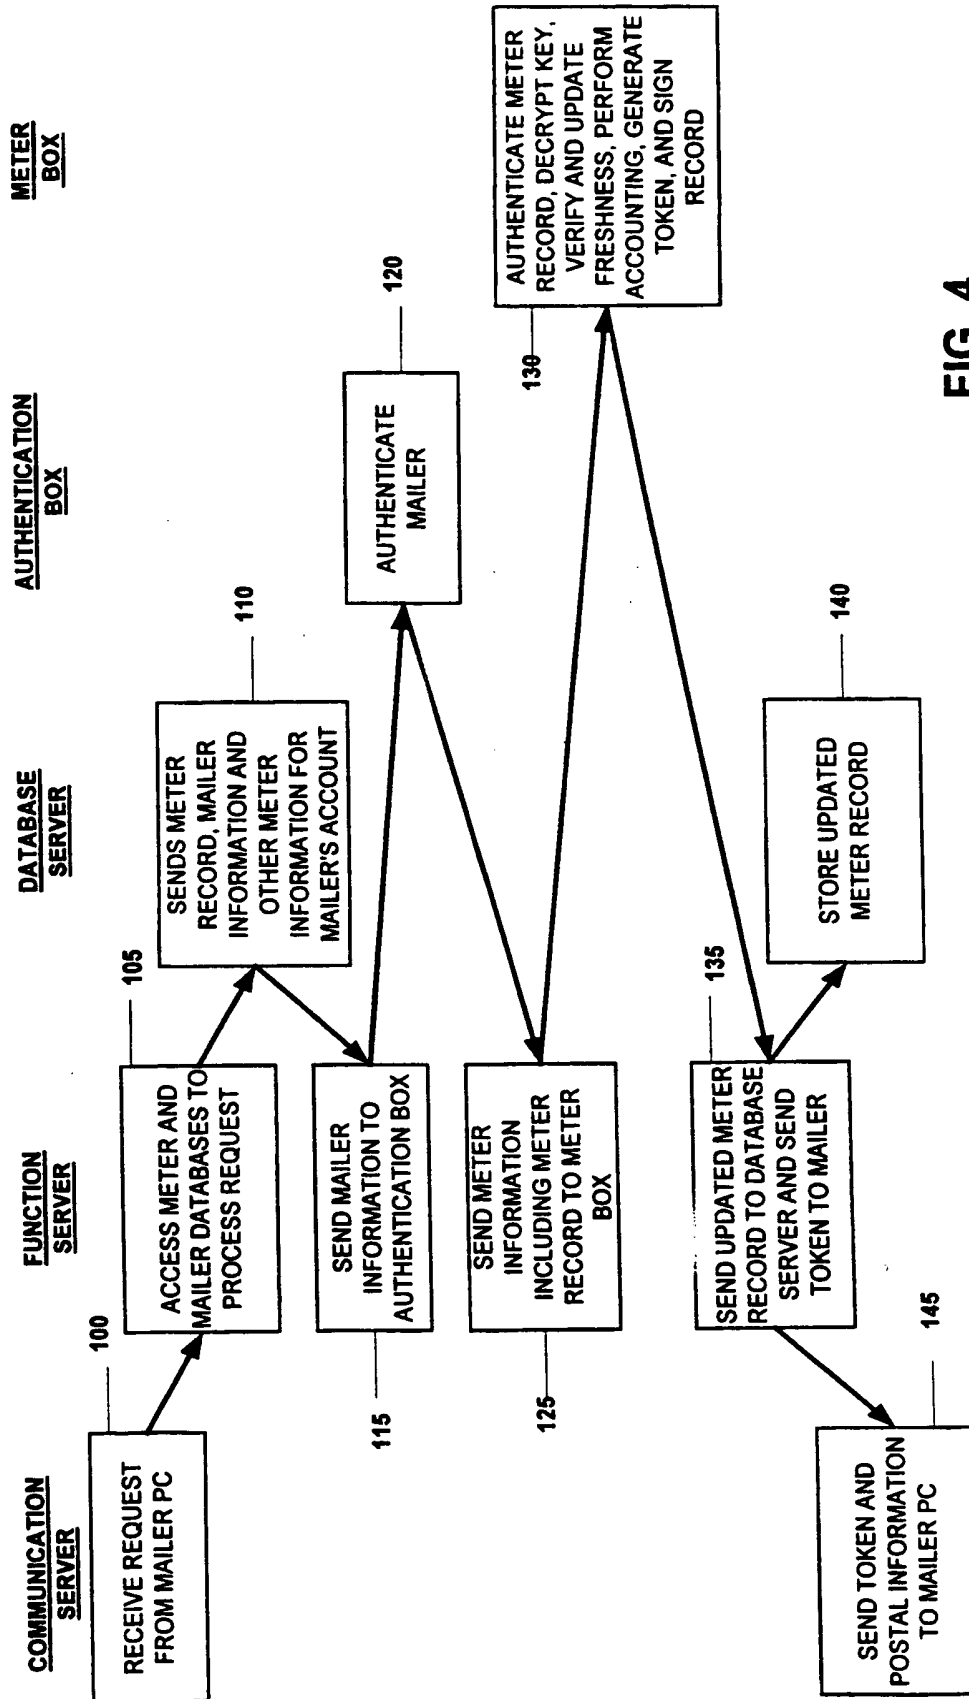 COMMUNICATION
SERVER
FUNCTION
SERVER
DATABASE
SERVER
AUTHENTICATION
BOX
METER
BOX
100
RECEIVE REQUEST
FROM MAILER PC
105
ACCESS METER AND
MAILER DATABASES TO
PROCESS REQUEST
110
SENDS METER
RECORD, MAILER
INFORMATION AND
OTHER METER
INFORMATION FOR
MAILER'S ACCOUNT
115
SEND MAILER
INFORMATION TO
AUTHENTICATION BOX
120
AUTHENTICATE
MAILER
125
SEND METER
INFORMATION
INCLUDING METER
RECORD TO METER
BOX
130
AUTHENTICATE METER
RECORD, DECRYPT KEY,
VERIFY AND UPDATE
FRESHNESS, PERFORM
ACCOUNTING, GENERATE
TOKEN, AND SIGN
RECORD
135
SEND UPDATED METER
RECORD TO DATABASE
SERVER AND SEND
TOKEN TO MAILER
140
STORE UPDATED
METER RECORD
145
SEND TOKEN AND
POSTAL INFORMATION
TO MAILER PC
FIG. 4